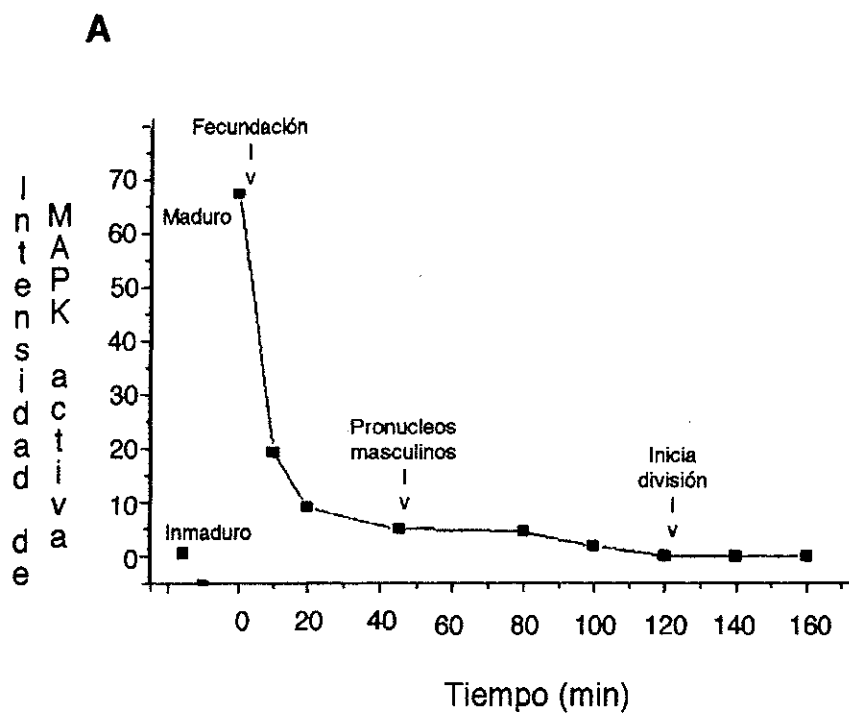 A
Fecundación
Maduro
Inmaduro
Pronucleos
masculinos
Inicia
división
Intensidad de
MAPK activa
70
60
50
40
30
20
10
0
0 20 40 60 80 100 120 140 160
Tiempo (min)